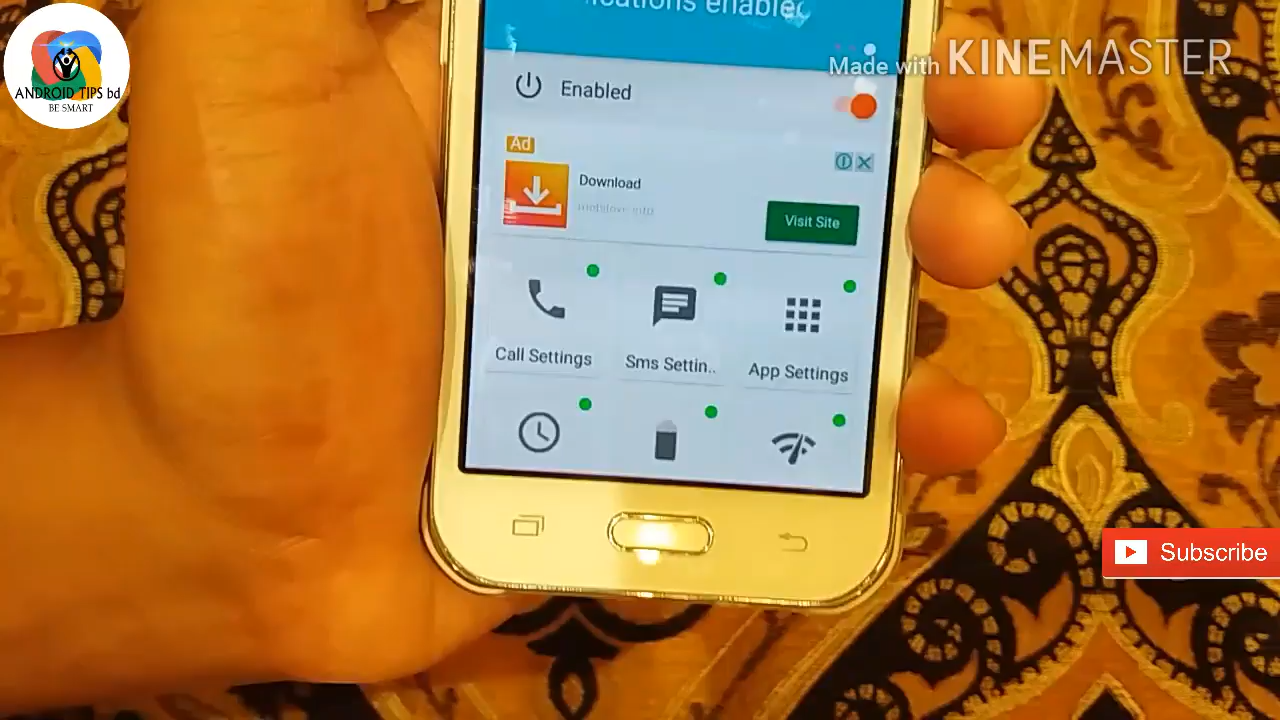 ANDROID TIPS bd
BE SMART
Made with KINEMASTER
Enabled
Ad
Download
Visit Site
Call Settings
Sms Settin..
App Settings
Subscribe